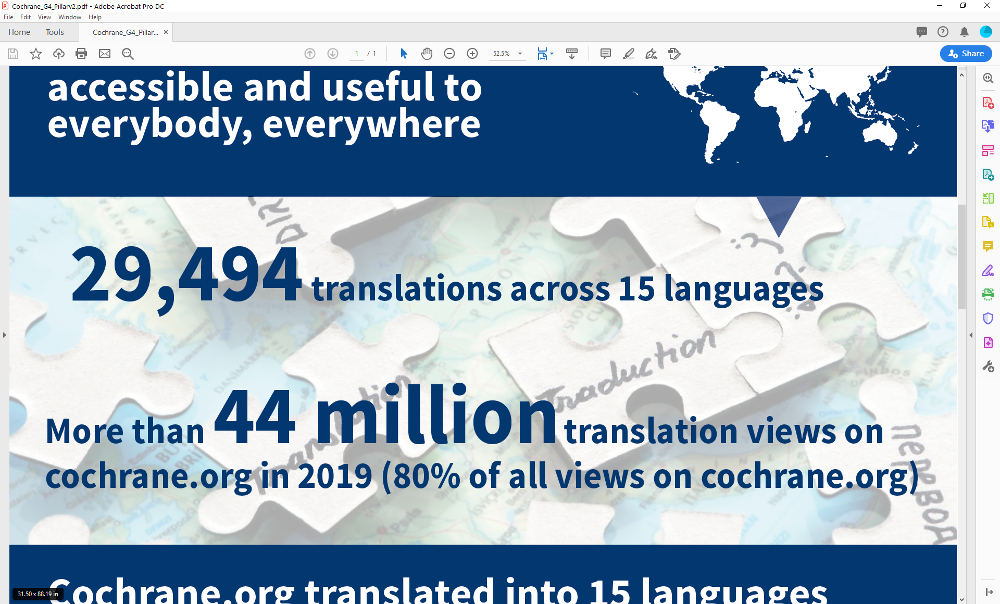 Cochrane_G4_Pillarv2.pdf - Adobe Acrobat Pro DC
File Edit View Window Help
Home Tools Cochrane_G4_Pillar... ×
1 / 1 52.5% Share
accessible and useful to
everybody, everywhere
29,494 translations across 15 languages
Traduction
Translation
More than 44 million translation views on
cochrane.org in 2019 (80% of all views on cochrane.org)
31.50 x 88.19 in
Cochrane.org translated into 15 languages